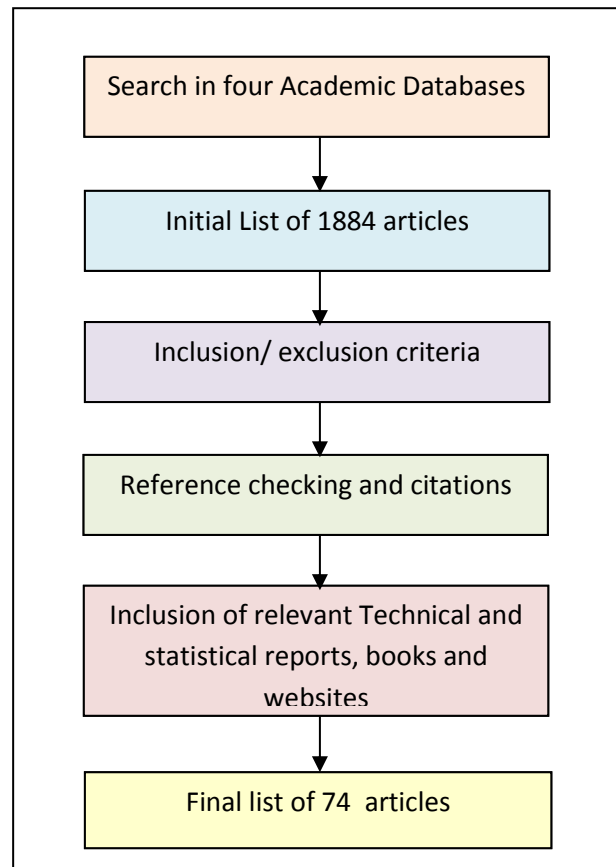 Search in four Academic Databases
Initial List of 1884 articles
Inclusion/ exclusion criteria
Reference checking and citations
Inclusion of relevant Technical and
statistical reports, books and
websites
Final list of 74 articles